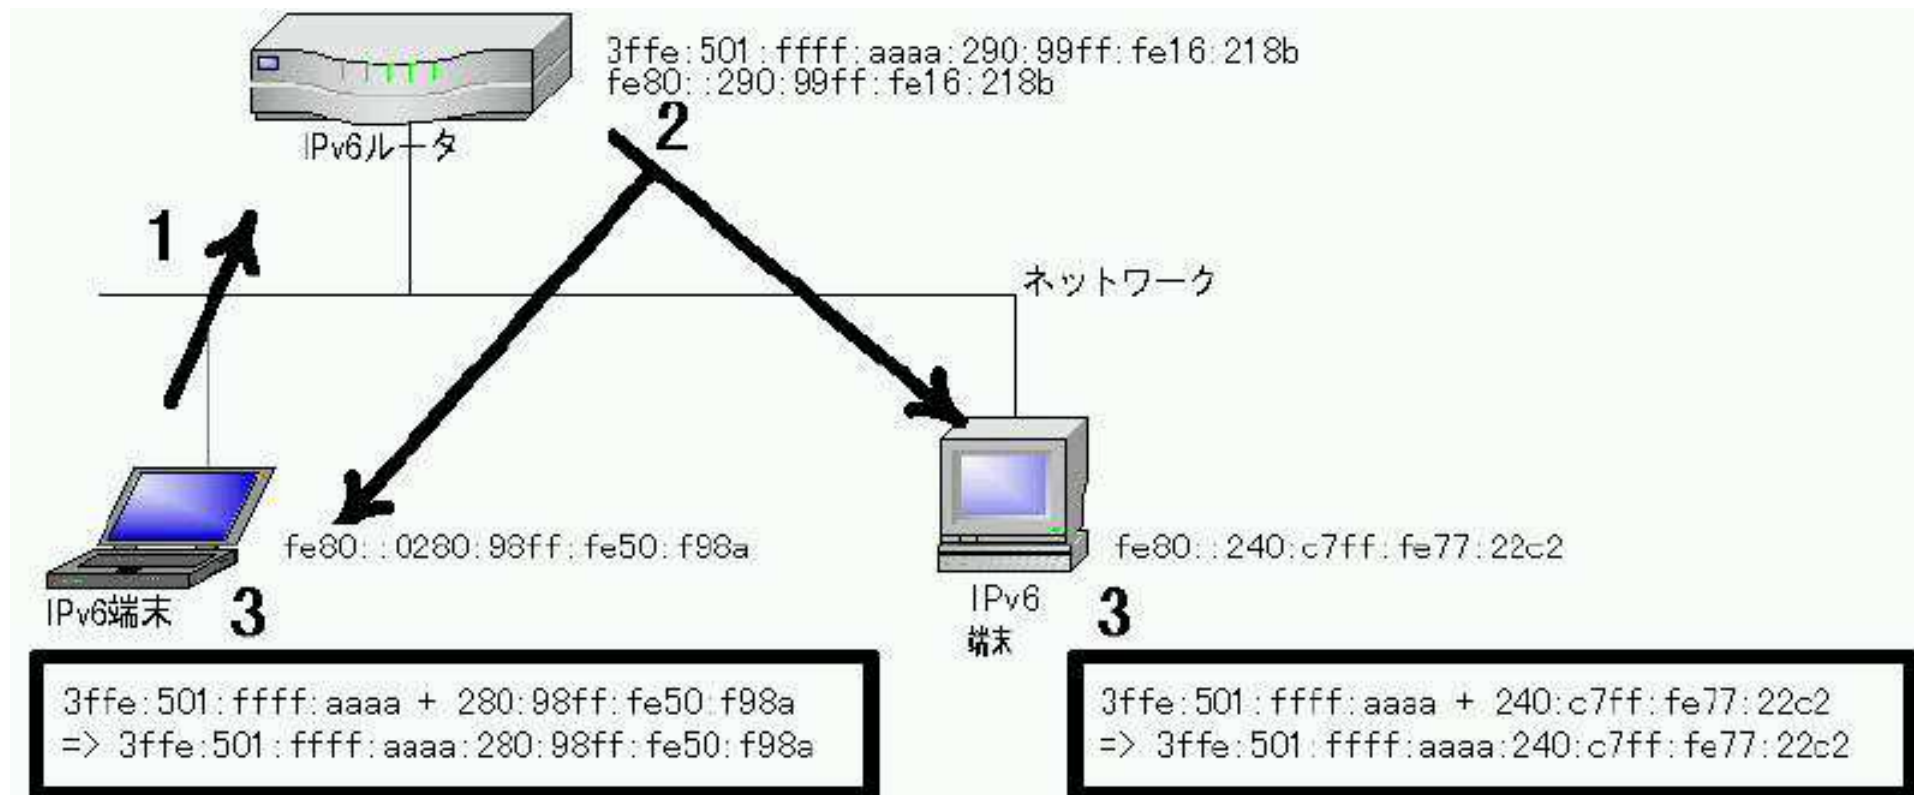 3ffe:501:ffff:aaaa:290:99ff:fe16:218b
fe80::290:99ff:fe16:218b
IPv6ルータ
2
1
ネットワーク
fe80::0280:98ff:fe50:f98a
fe80::240:c7ff:fe77:22c2
IPv6端末
3
IPv6
端末
3
3ffe:501:ffff:aaaa + 280:98ff:fe50:f98a
=> 3ffe:501:ffff:aaaa:280:98ff:fe50:f98a
3ffe:501:ffff:aaaa + 240:c7ff:fe77:22c2
=> 3ffe:501:ffff:aaaa:240:c7ff:fe77:22c2